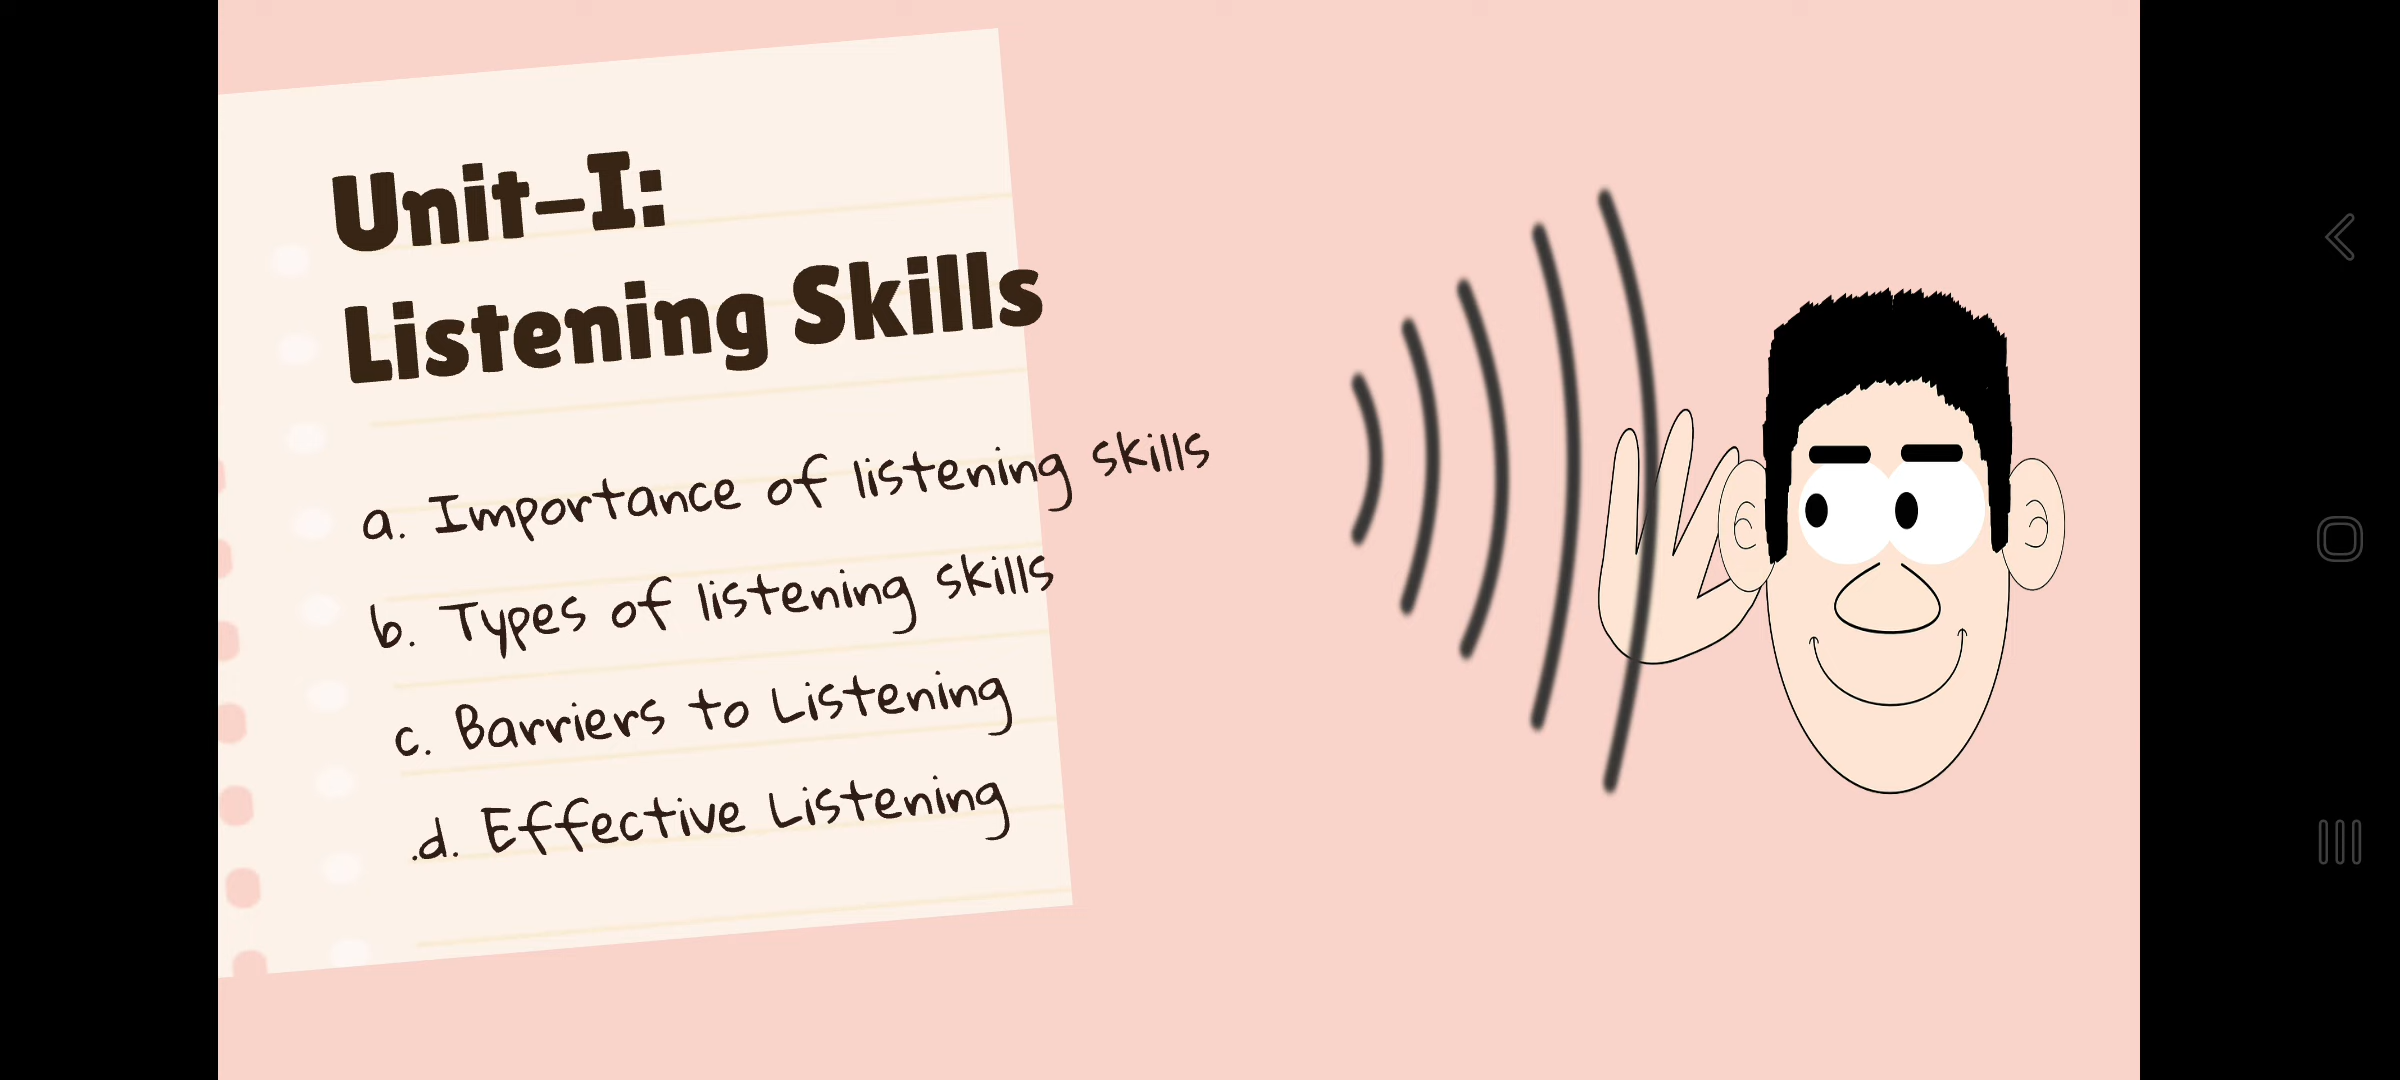 Unit-I:
Listening Skills
a. Importance of listening skills
b. Types of listening skills
c. Barriers to Listening
.d. Effective Listening